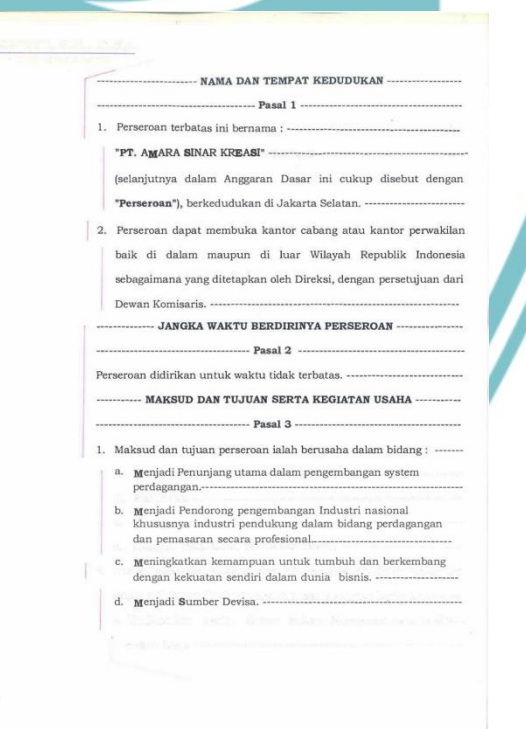 ------------------------ NAMA DAN TEMPAT KEDUDUKAN ------------------
-------------------------------------- Pasal 1 ---------------------------------------
1. Perseroan terbatas ini bernama : ------------------------------------------
"PT. AMARA SINAR KREASI" ------------------------------------------------
(selanjutnya dalam Anggaran Dasar ini cukup disebut dengan
"Perseroan"), berkedudukan di Jakarta Selatan. ------------------------
2. Perseroan dapat membuka kantor cabang atau kantor perwakilan
baik di dalam maupun di luar Wilayah Republik Indonesia
sebagaimana yang ditetapkan oleh Direksi, dengan persetujuan dari
Dewan Komisaris. ------------------------------------------------------------
-------------- JANGKA WAKTU BERDIRINYA PERSEROAN ----------------
------------------------------------- Pasal 2 ----------------------------------------
Perseroan didirikan untuk waktu tidak terbatas. ----------------------------
----------- MAKSUD DAN TUJUAN SERTA KEGIATAN USAHA -----------
------------------------------------- Pasal 3 ----------------------------------------
1. Maksud dan tujuan perseroan ialah berusaha dalam bidang : -------
a. Menjadi Penunjang utama dalam pengembangan system
perdagangan.---------------------------------------------------------------
b. Menjadi Pendorong pengembangan Industri nasional
khususnya industri pendukung dalam bidang perdagangan
dan pemasaran secara profesional.----------------------------------
c. Meningkatkan kemampuan untuk tumbuh dan berkembang
dengan kekuatan sendiri dalam dunia bisnis. --------------------
d. Menjadi Sumber Devisa. ------------------------------------------------